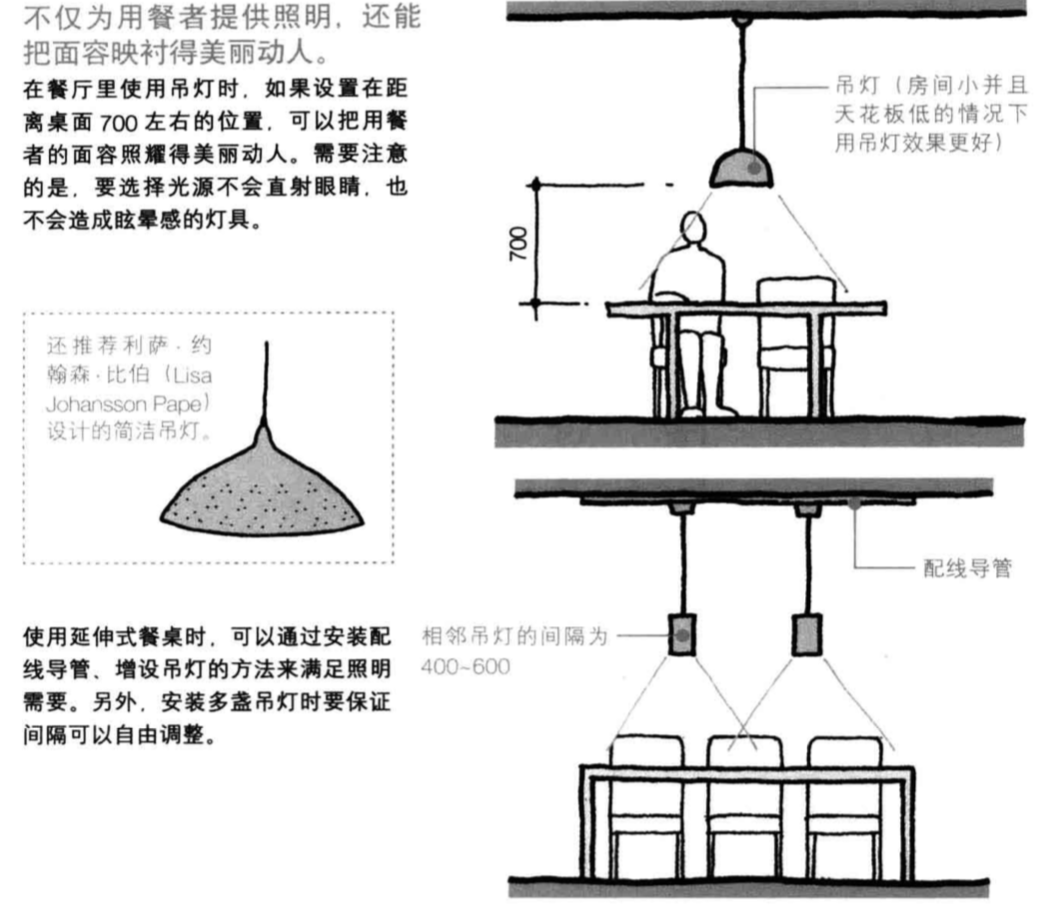 不仅为用餐者提供照明，还能
把面容映衬得美丽动人。
在餐厅里使用吊灯时，如果设置在距
离桌面 700 左右的位置，可以把用餐
者的面容照耀得美丽动人。需要注意
的是，要选择光源不会直射眼睛，也
不会造成眩晕感的灯具。
吊灯（房间小并且
天花板低的情况下
用吊灯效果更好）
700
还推荐利萨·约
翰森·比伯（Lisa
Johansson Pape）
设计的简洁吊灯。
配线导管
使用延伸式餐桌时，可以通过安装配
线导管、增设吊灯的方法来满足照明
需要。另外，安装多盏吊灯时要保证
间隔可以自由调整。
相邻吊灯的间隔为
400~600